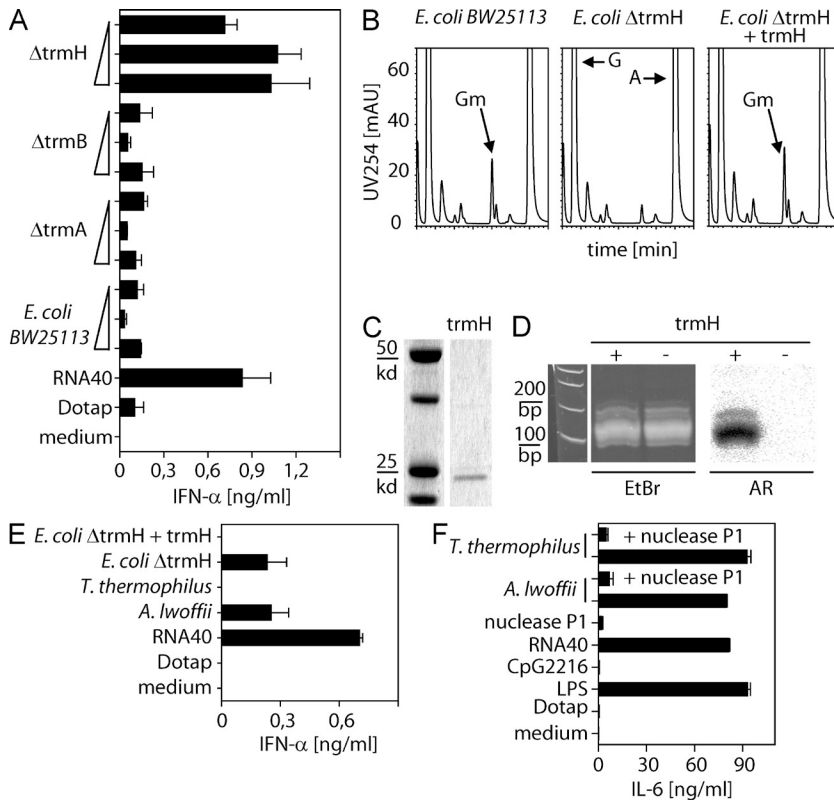 A
ΔtrmH
ΔtrmB
ΔtrmA
E. coli
BW25113
RNA40
Dotap
medium
0 0,3 0,6 0,9 1,2
IFN-α [ng/ml]
B
E. coli BW25113
E. coli ΔtrmH
E. coli ΔtrmH
+ trmH
UV254 [mAU]
60
40
20
0
Gm
G
A
Gm
time [min]
C
trmH
50
kd
25
kd
D
trmH
+ - + -
200
bp
100
bp
EtBr
AR
E
E. coli ΔtrmH + trmH
E. coli ΔtrmH
T. thermophilus
A. lwoffii
RNA40
Dotap
medium
0 0,3 0,6
IFN-α [ng/ml]
F
T. thermophilus
+ nuclease P1
A. lwoffii
+ nuclease P1
nuclease P1
RNA40
CpG2216
LPS
Dotap
medium
0 30 60 90
IL-6 [ng/ml]